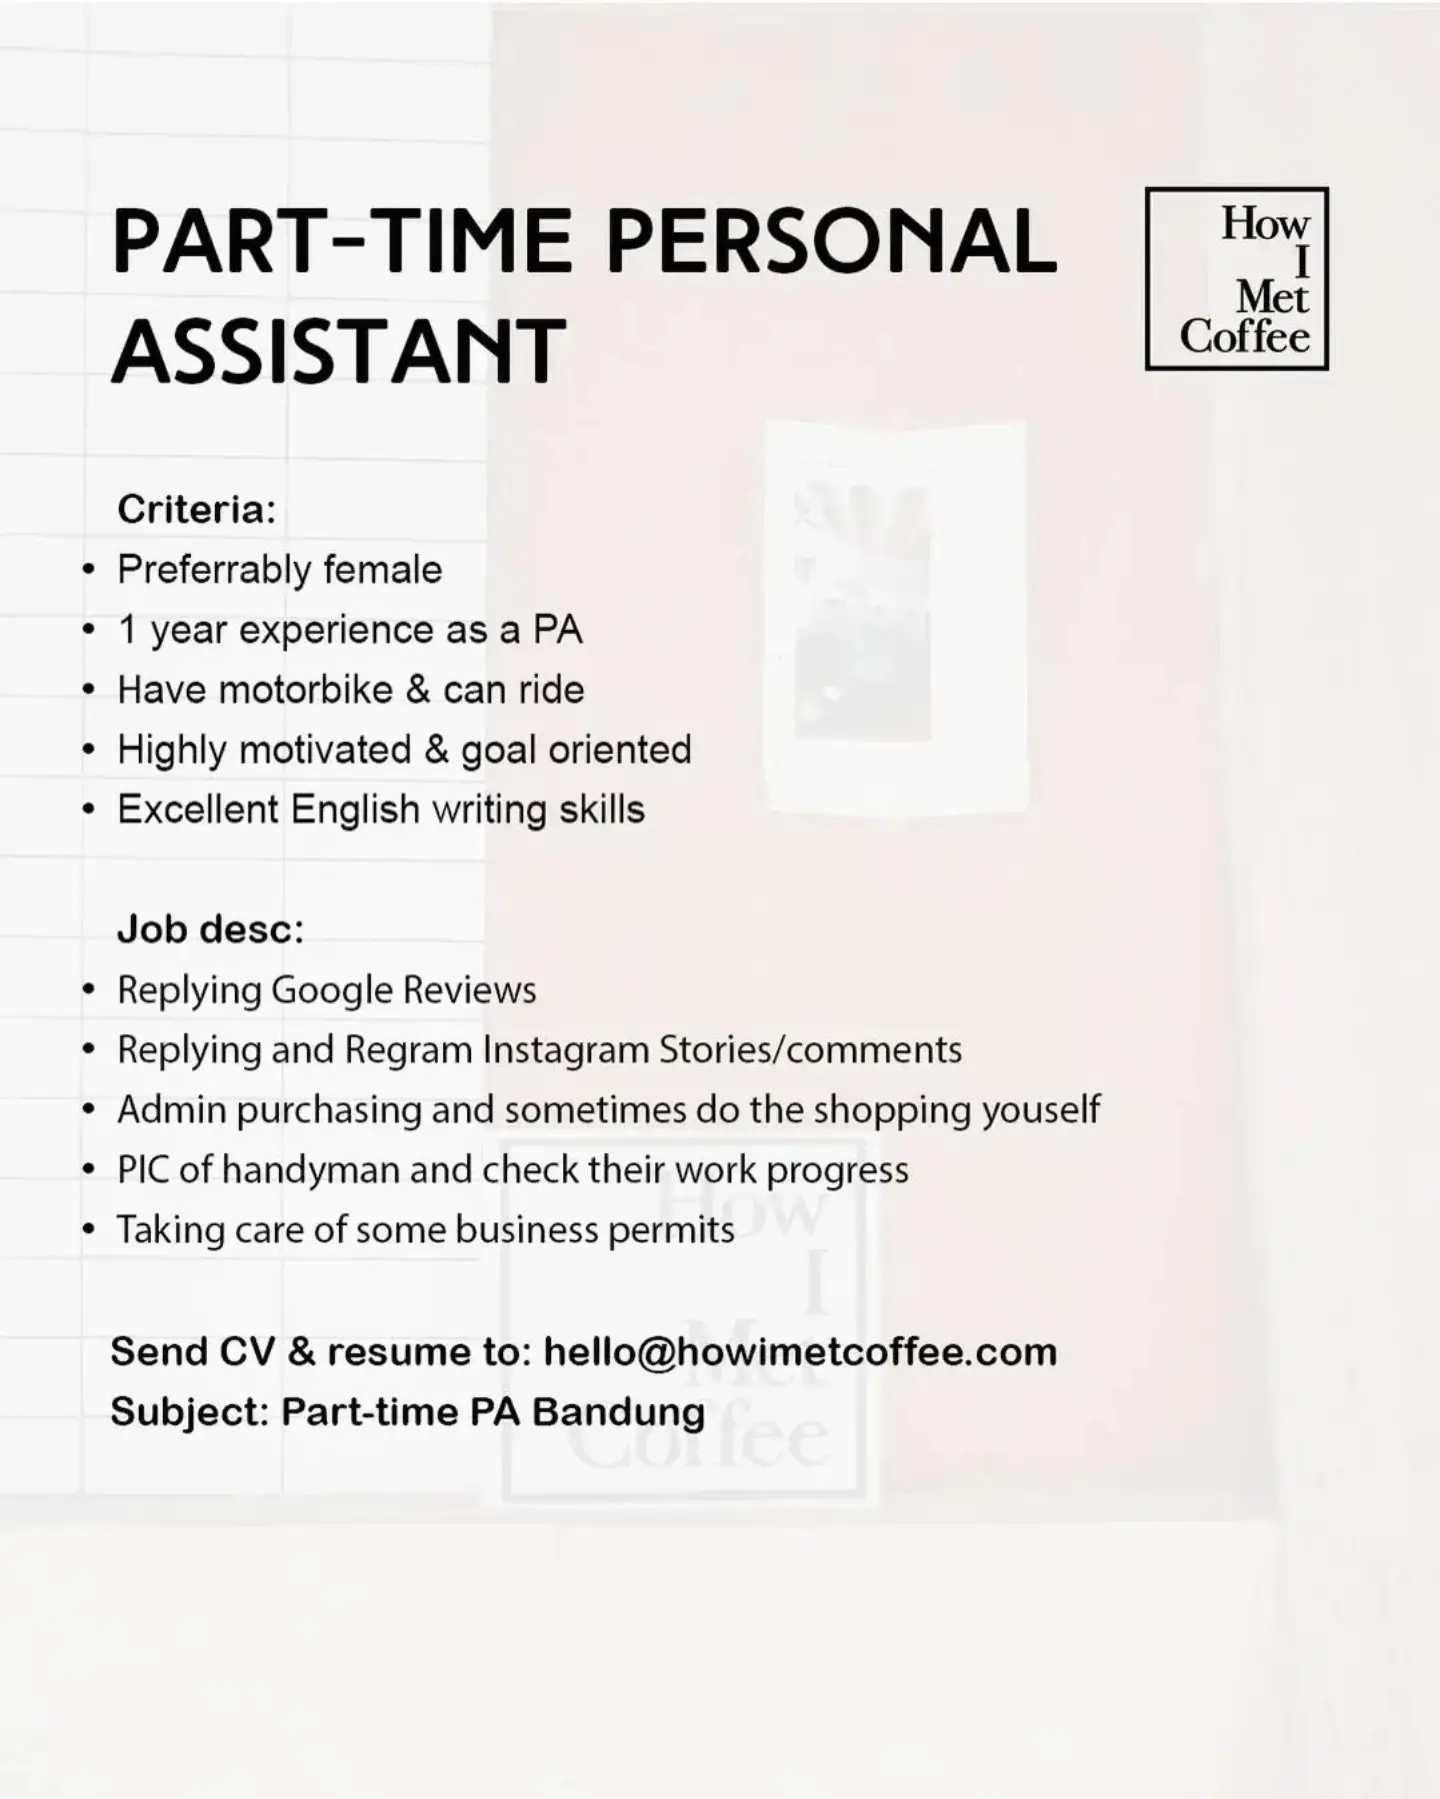 PART-TIME PERSONAL
ASSISTANT
How
I
Met
Coffee
Criteria:
• Preferrably female
• 1 year experience as a PA
• Have motorbike & can ride
• Highly motivated & goal oriented
• Excellent English writing skills
Job desc:
• Replying Google Reviews
• Replying and Regram Instagram Stories/comments
• Admin purchasing and sometimes do the shopping youself
• PIC of handyman and check their work progress
• Taking care of some business permits
Send CV & resume to: hello@howimetcoffee.com
Subject: Part-time PA Bandung
How
I
Met
Coffee